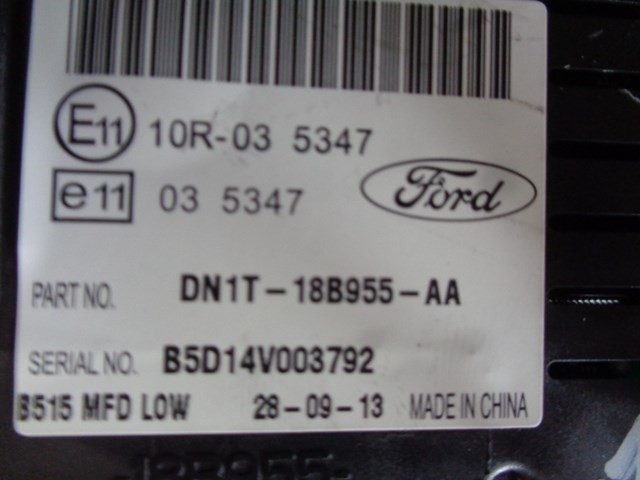 E11 10R-03 5347
e11 03 5347
Ford
PART NO. DN1T-18B955-AA
SERIAL NO. B5D14V003792
B515 MFD LOW 28-09-13 MADE IN CHINA